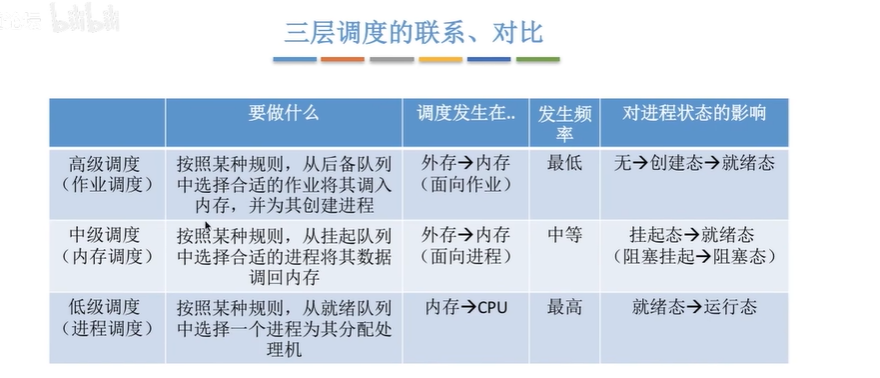 bilibili
三层调度的联系、对比
要做什么
调度发生在..
发生频
率
对进程状态的影响
高级调度
（作业调度）
按照某种规则，从后备队列
中选择合适的作业将其调入
内存，并为其创建进程
外存→内存
（面向作业）
最低
无→创建态→就绪态
中级调度
（内存调度）
按照某种规则，从挂起队列
中选择合适的进程将其数据
调回内存
外存→内存
（面向进程）
中等
挂起态→就绪态
（阻塞挂起→阻塞态）
低级调度
（进程调度）
按照某种规则，从就绪队列
中选择一个进程为其分配处
理机
内存→CPU
最高
就绪态→运行态